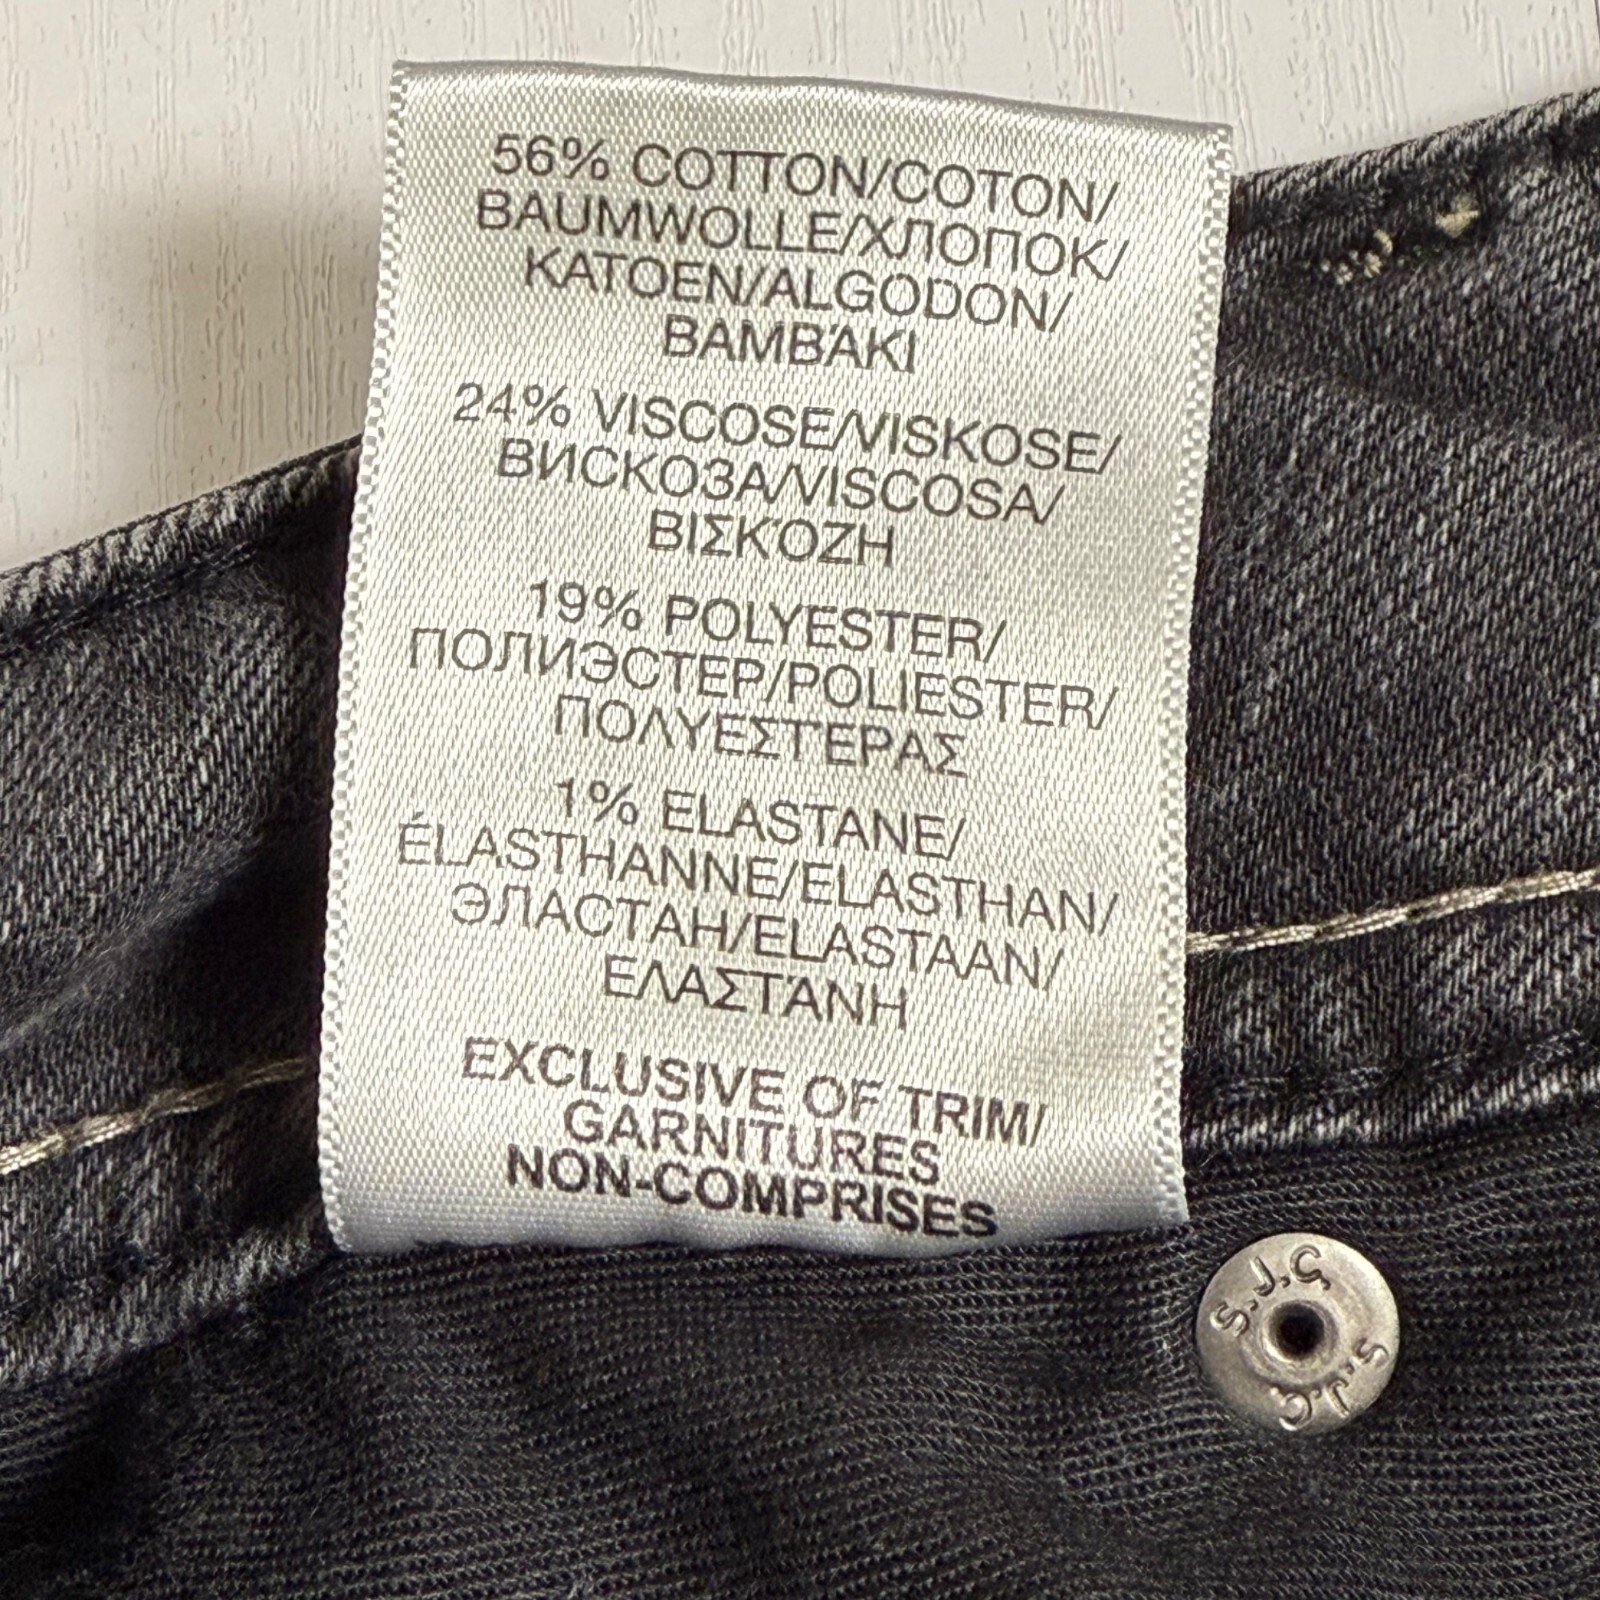 56% COTTON/COTON/
BAUMWOLLE/ХЛОПОК/
KATOEN/ALGODON/
ΒΑΜΒΆΚΙ
24% VISCOSE/VISKOSE/
ВИСКОЗА/VISCOSA/
ΒΙΣΚΌΖΗ
19% POLYESTER/
ПОЛИЭСТЕР/POLIESTER/
ΠΟΛΥΕΣΤΈΡΑΣ
1% ELASTANE/
ÉLASTHANNE/ELASTHAN/
ЭЛАСТАН/ELASTAAN/
ΕΛΑΣΤΆΝΗ
EXCLUSIVE OF TRIM/
GARNITURES
NON-COMPRISES
S.J.C.
S.J.C.